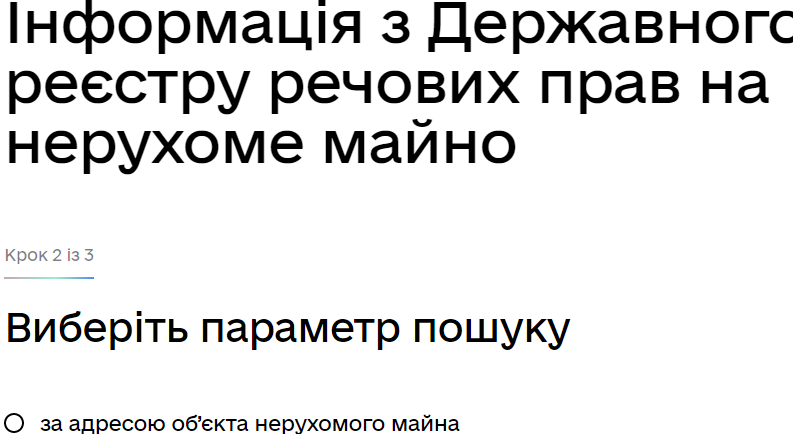 Інформація з Державного
реєстру речових прав на
нерухоме майно
Крок 2 із 3
Виберіть параметр пошуку
за адресою об’єкта нерухомого майна